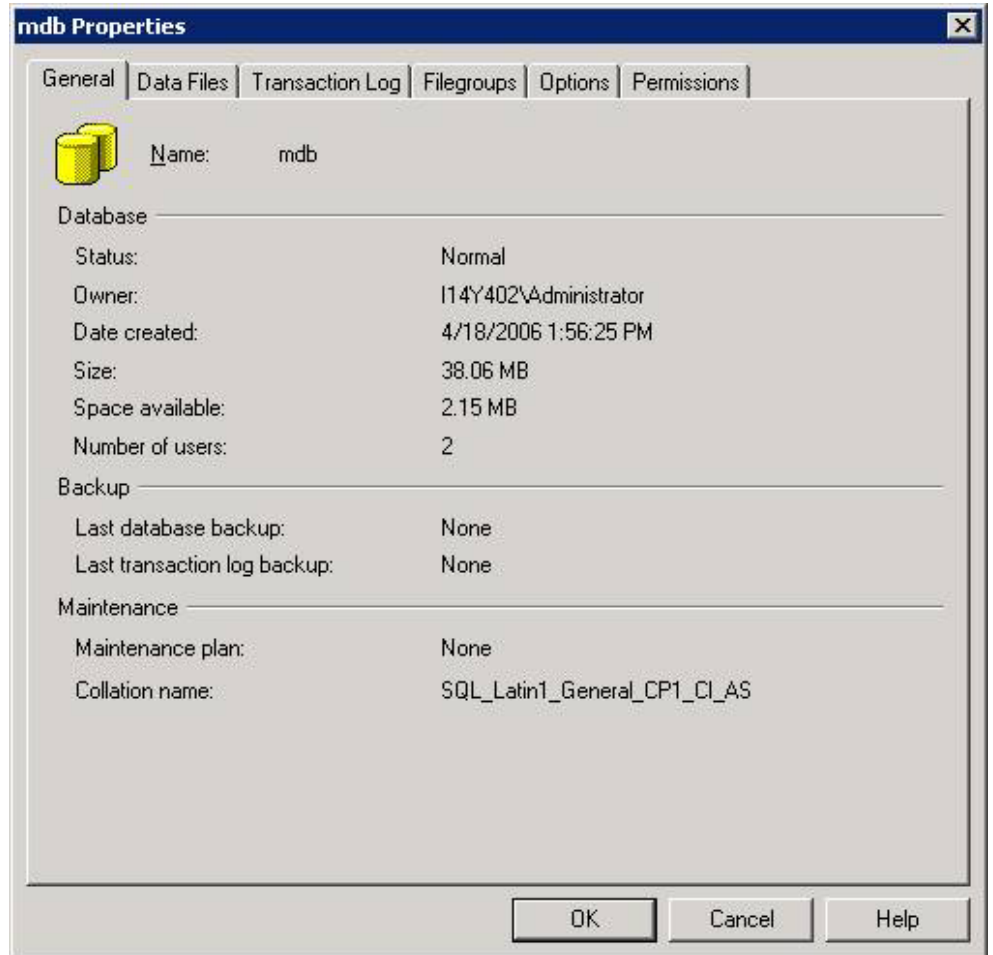 mdb Properties
General Data Files Transaction Log Filegroups Options Permissions
Name: mdb
Database
Status: Normal
Owner: I14Y402\Administrator
Date created: 4/18/2006 1:56:25 PM
Size: 38.06 MB
Space available: 2.15 MB
Number of users: 2
Backup
Last database backup: None
Last transaction log backup: None
Maintenance
Maintenance plan: None
Collation name: SQL_Latin1_General_CP1_CI_AS
OK Cancel Help